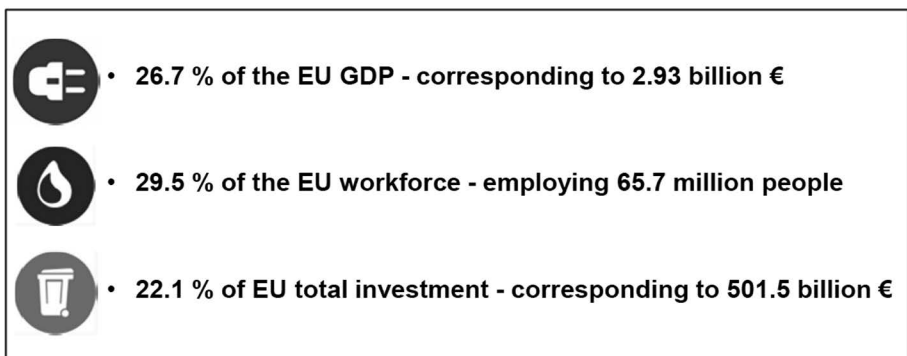 • 26.7 % of the EU GDP - corresponding to 2.93 billion €
• 29.5 % of the EU workforce - employing 65.7 million people
• 22.1 % of EU total investment - corresponding to 501.5 billion €